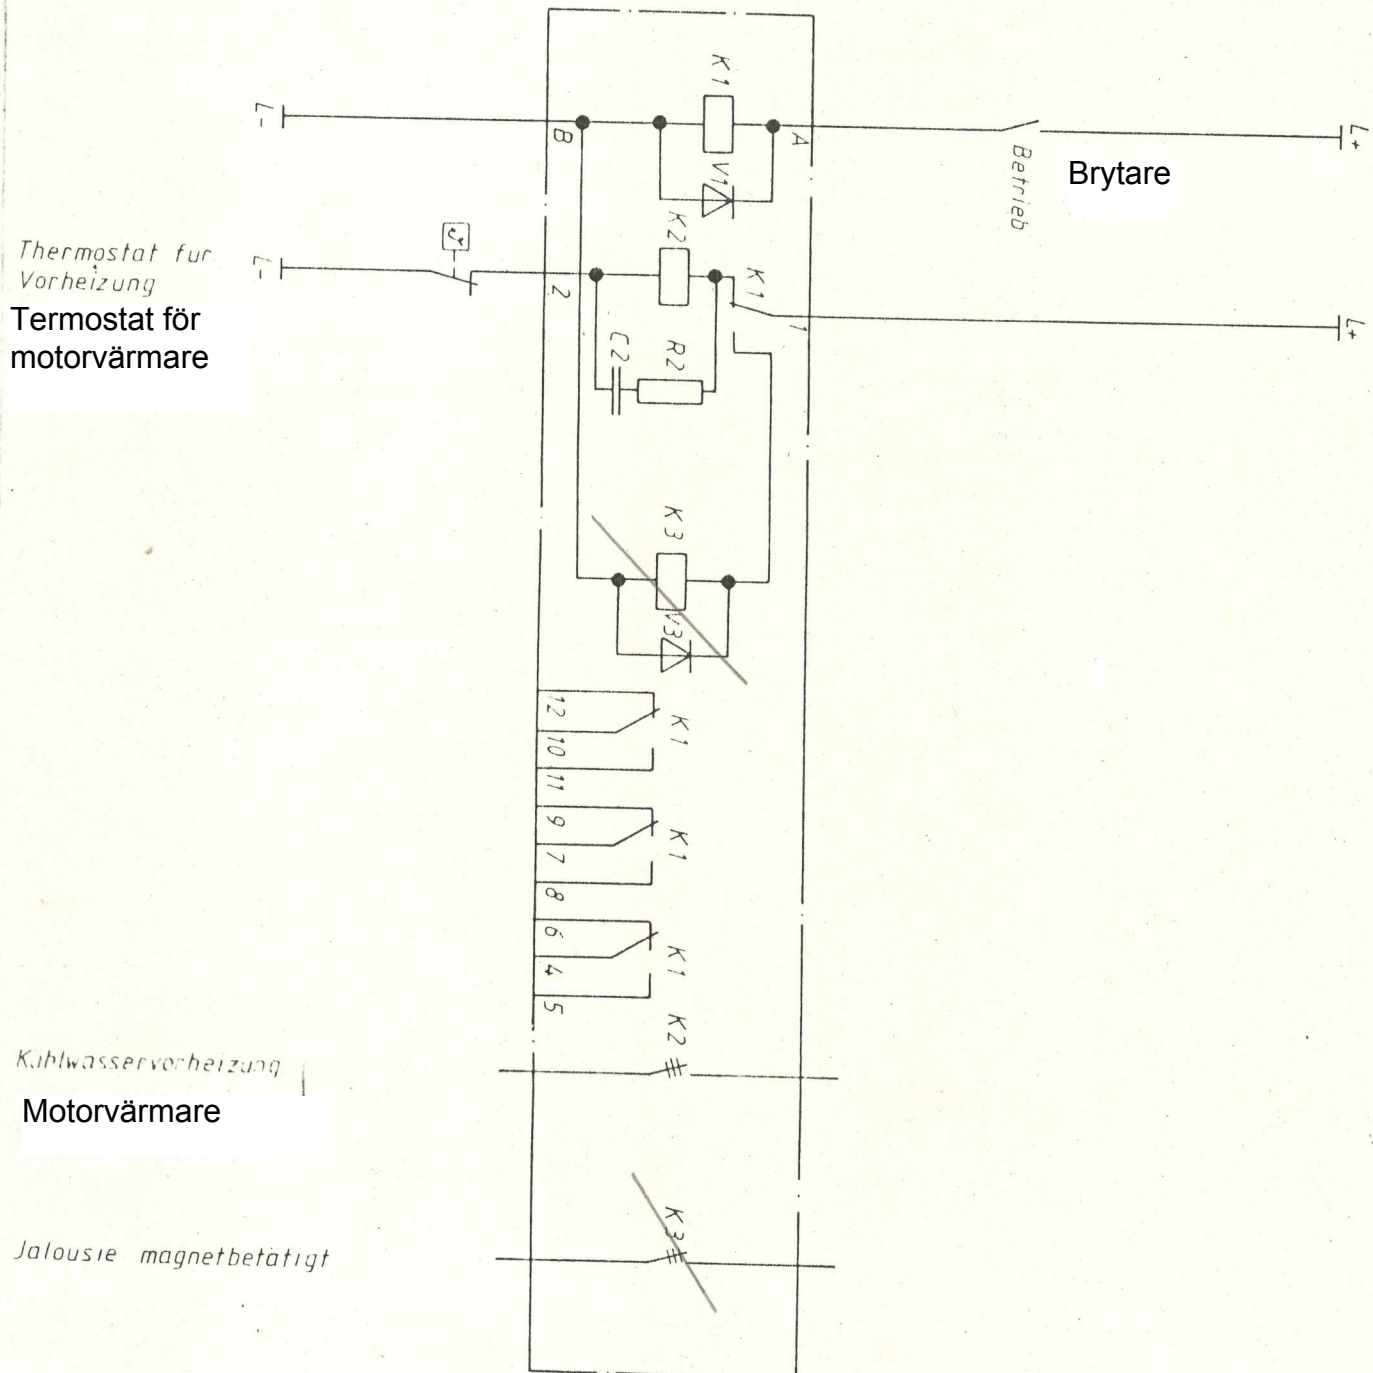 K1
L-
B
A
L+
V1
Betrieb
Brytare
K2
Thermostat fur
Vorheizung
L-
2
K1
1
L+
Termostat för
motorvärmare
C2
R2
K3
V3
12
K1
10
11
9
K1
7
8
6
K1
4
5
K2
Kühlwasservorheizung
Motorvärmare
K3
Jalousie magnetbetätigt